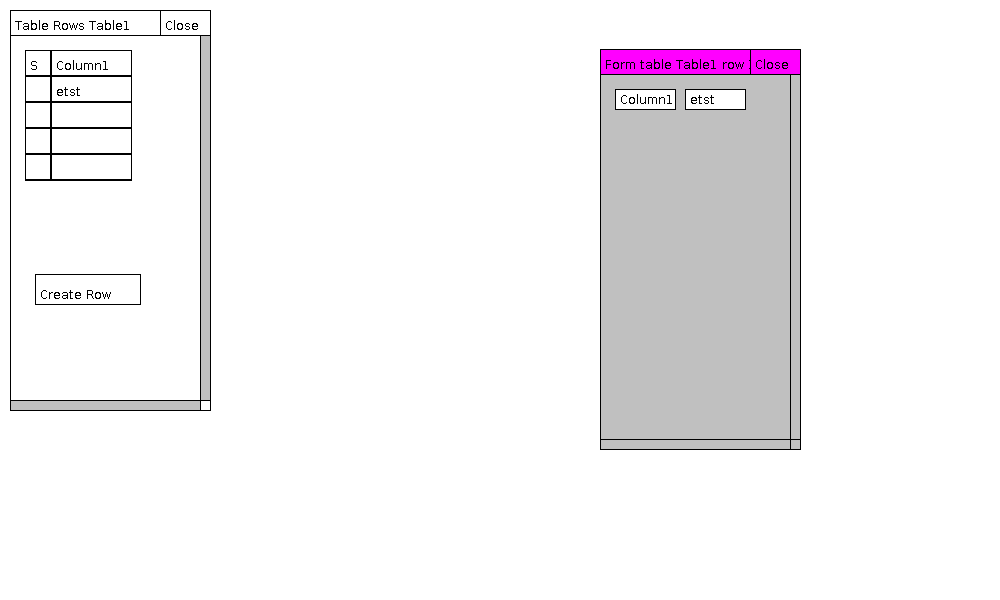 Table Rows Table1 Close
S Column1
etst
Create Row
Form table Table1 row Close
Column1 etst